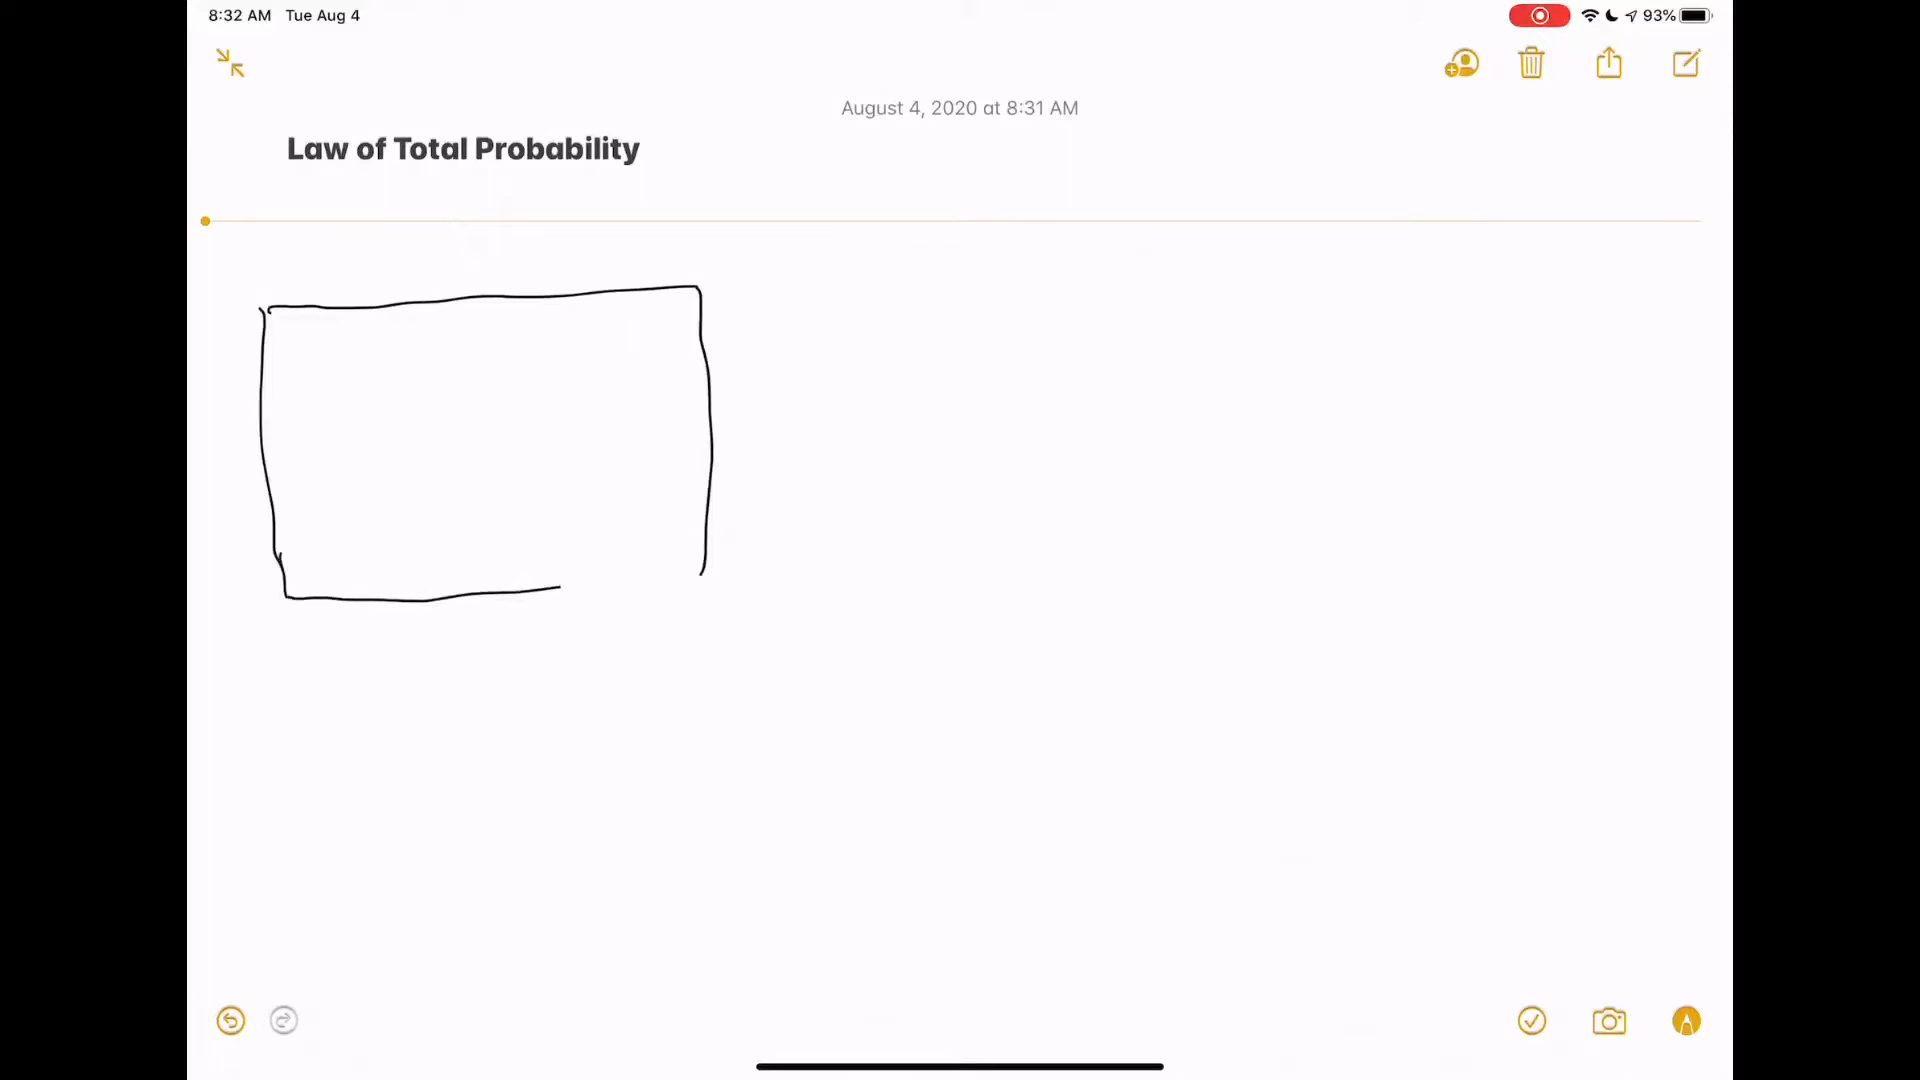 8:32 AM Tue Aug 4
93%
August 4, 2020 at 8:31 AM
Law of Total Probability